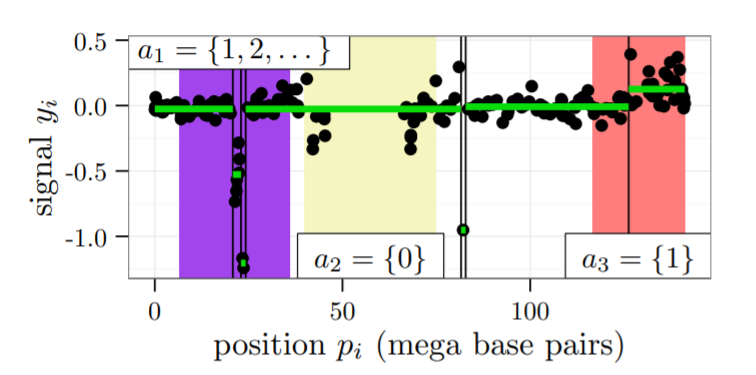 0.5
0.0
-0.5
-1.0
signal yᵢ
a₁ = {1, 2, . . . }
a₂ = {0}
a₃ = {1}
0 50 100
position pᵢ (mega base pairs)